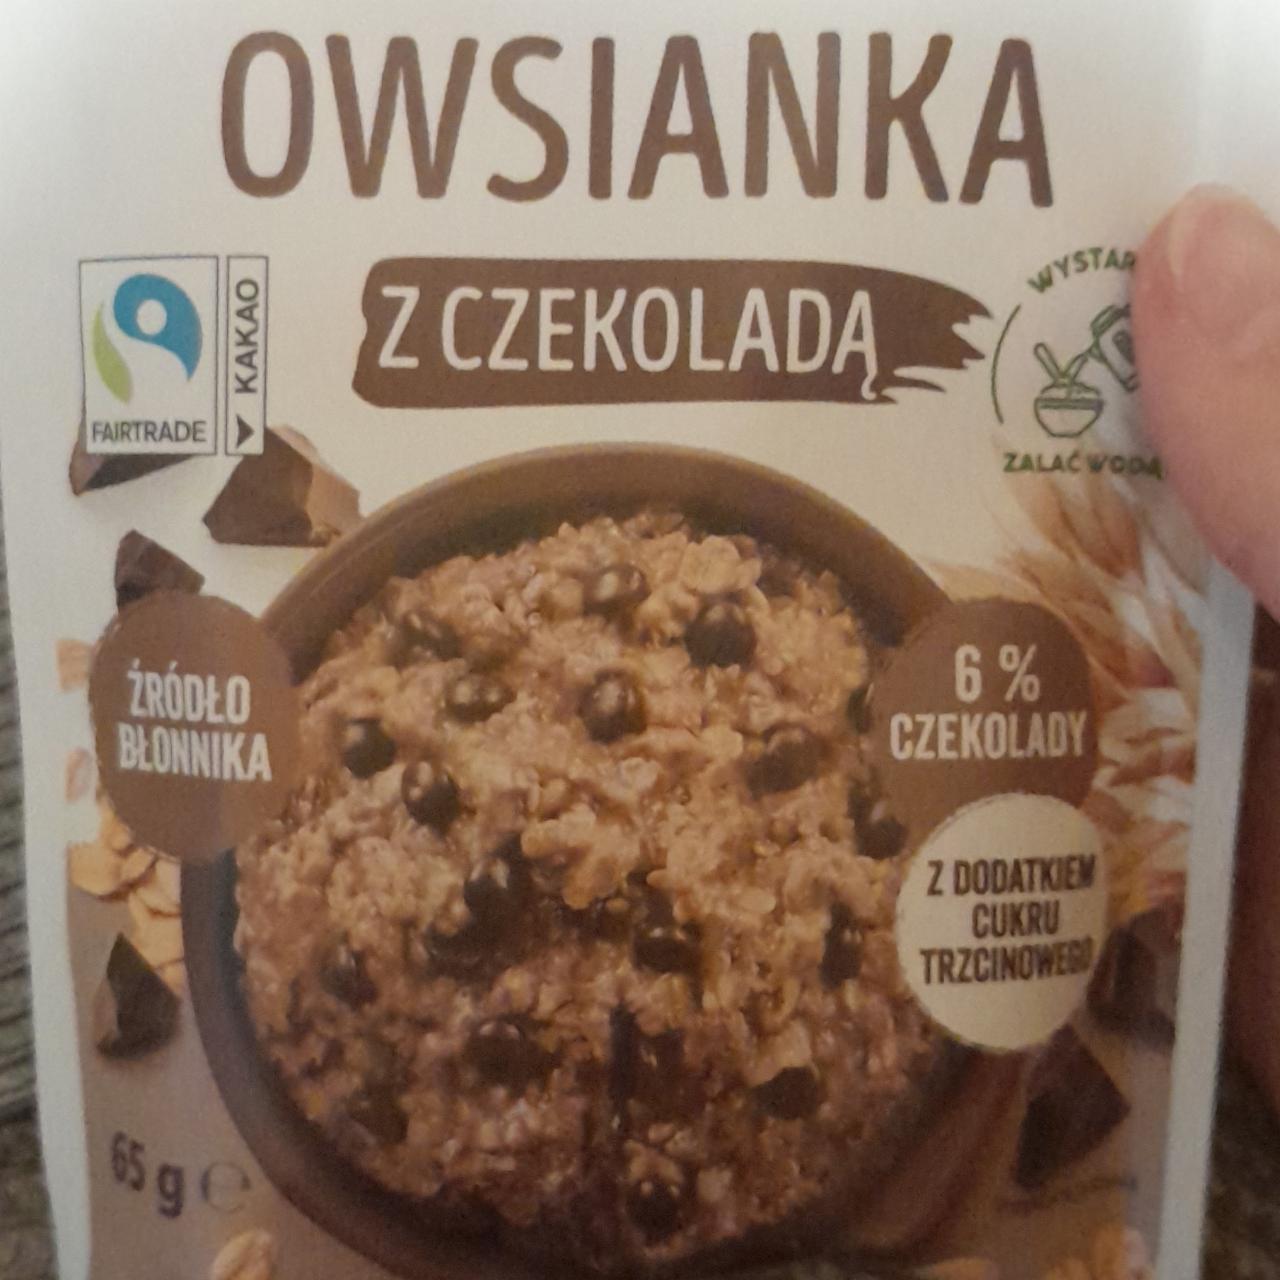 OWSIANKA
Z CZEKOLADĄ
FAIRTRADE
KAKAO
ZALAĆ WODĄ
ŹRÓDŁO
BŁONNIKA
6 %
CZEKOLADY
Z DODATKIEM
CUKRU
TRZCINOWEGO
65 g ℮